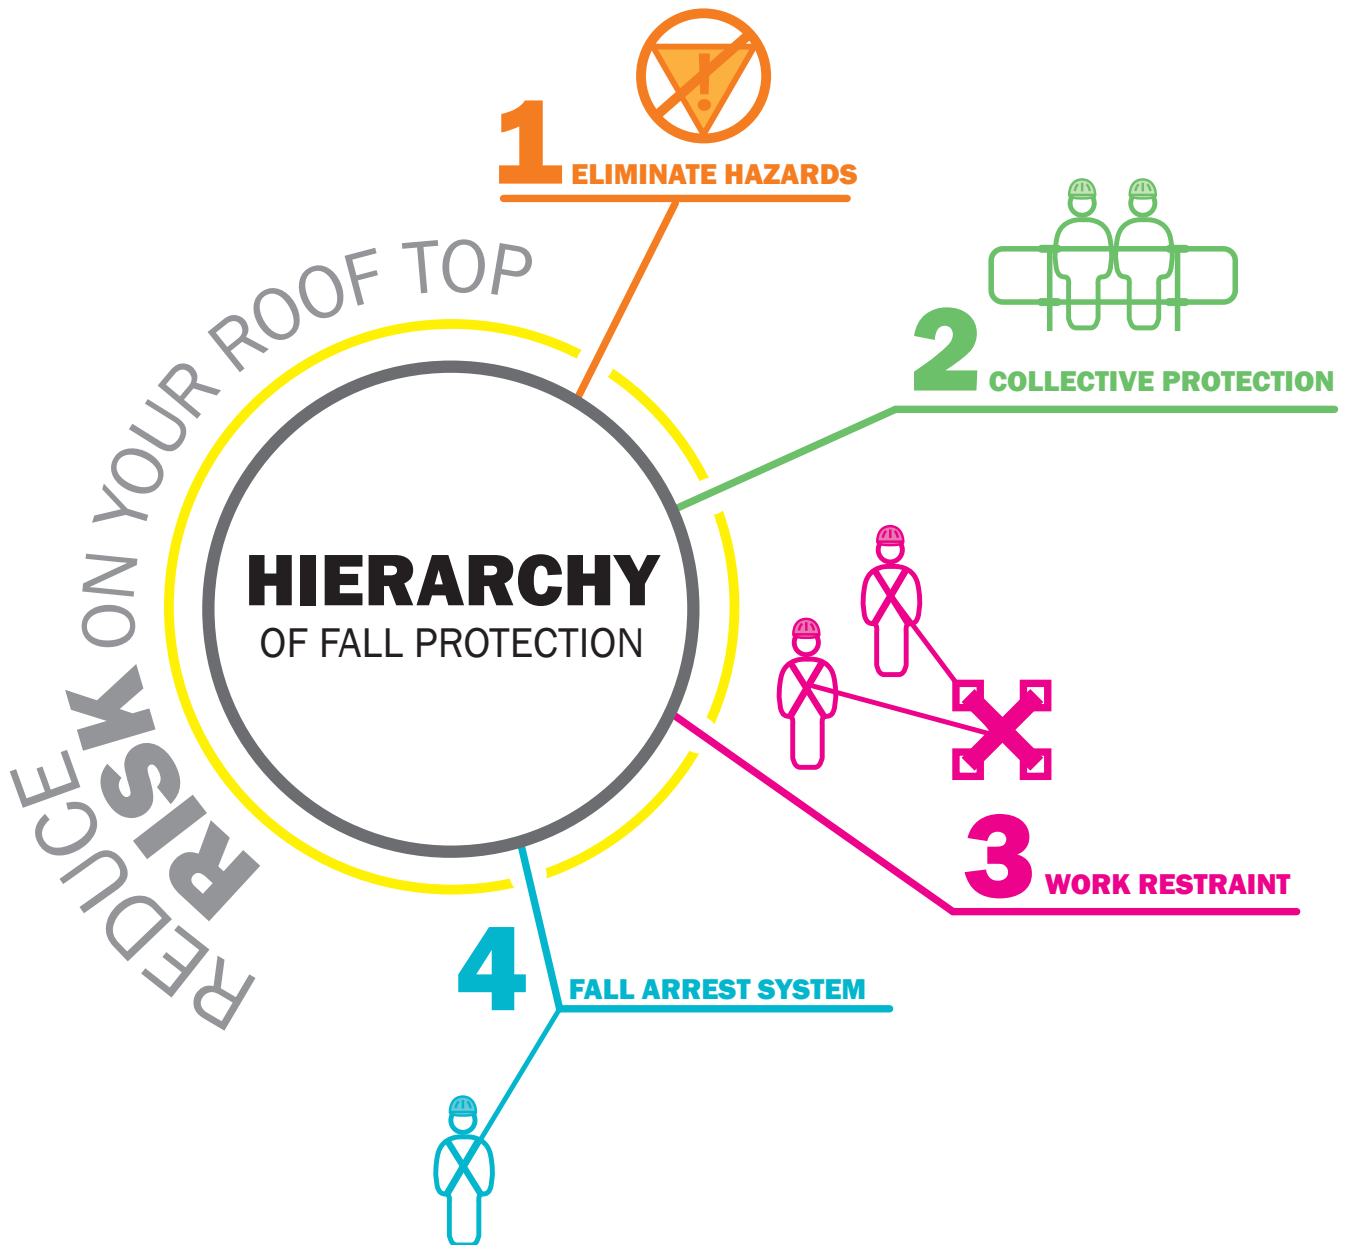 REDUCE
RISK ON YOUR ROOF TOP
HIERARCHY
OF FALL PROTECTION
!
1 ELIMINATE HAZARDS
2 COLLECTIVE PROTECTION
3 WORK RESTRAINT
4 FALL ARREST SYSTEM